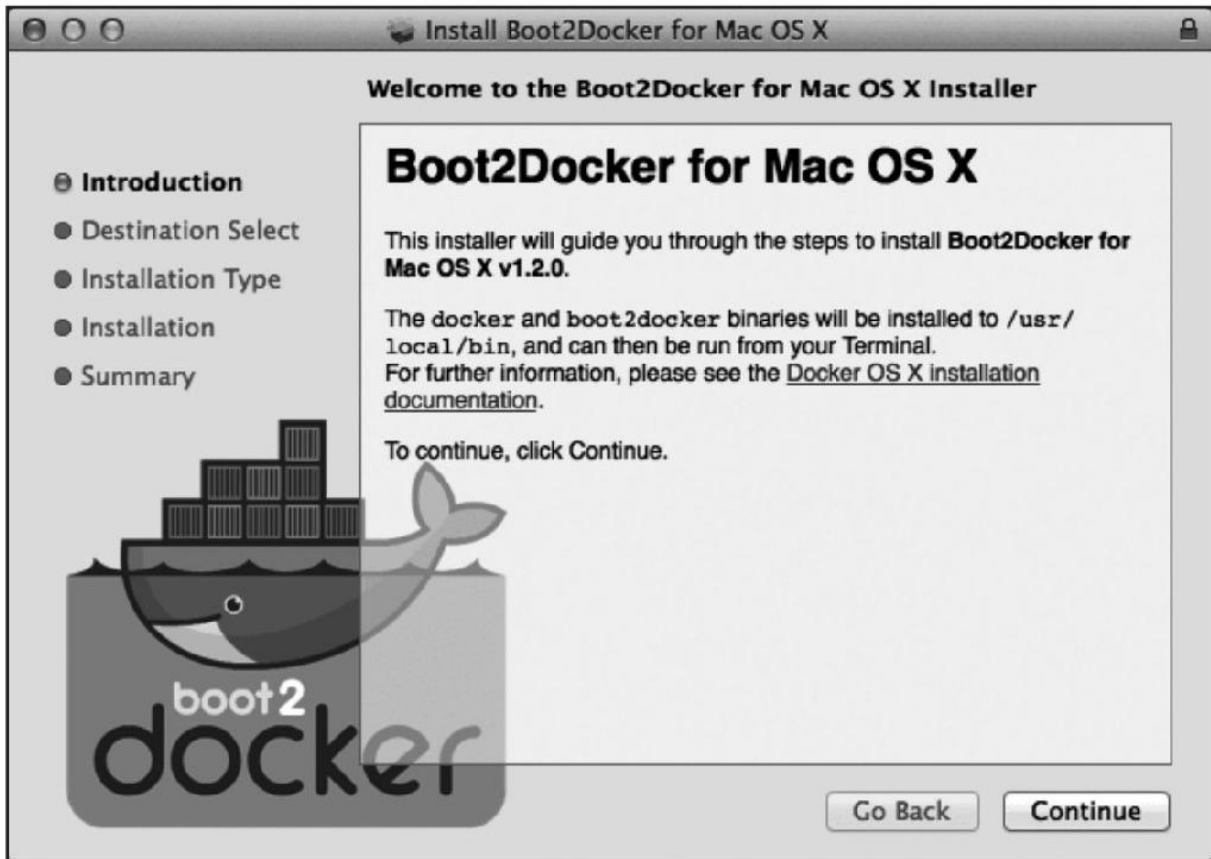 Install Boot2Docker for Mac OS X
Welcome to the Boot2Docker for Mac OS X Installer
Introduction
Destination Select
Installation Type
Installation
Summary
Boot2Docker for Mac OS X
This installer will guide you through the steps to install Boot2Docker for
Mac OS X v1.2.0.
The docker and boot2docker binaries will be installed to /usr/
local/bin, and can then be run from your Terminal.
For further information, please see the Docker OS X installation
documentation.
To continue, click Continue.
boot2
docker
Go Back
Continue